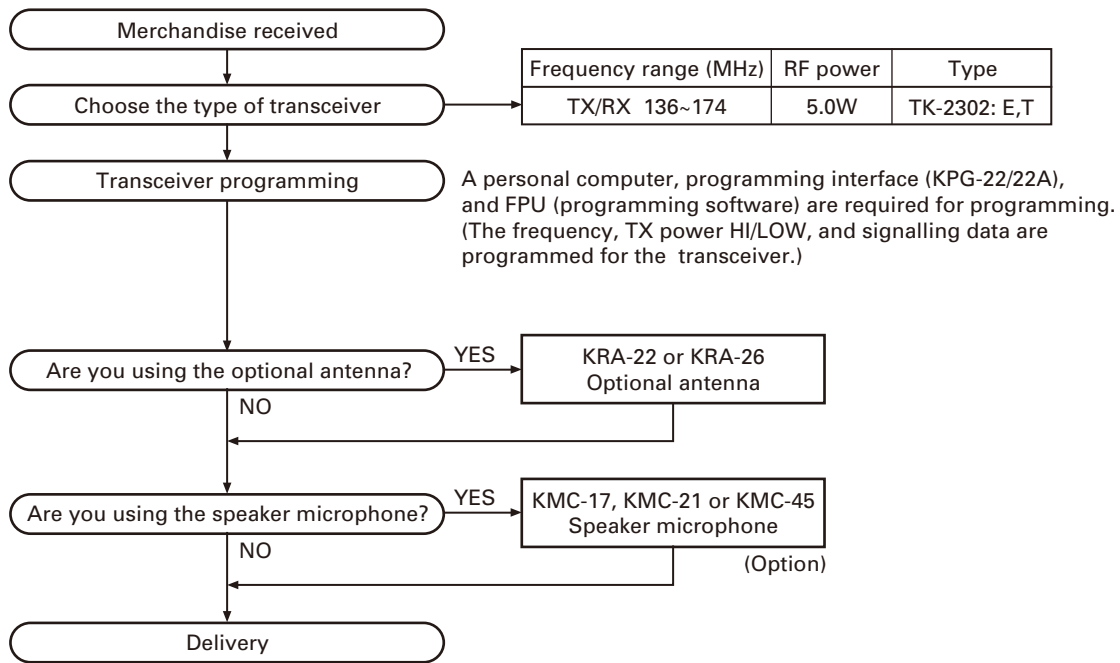 Merchandise received
Choose the type of transceiver
Frequency range (MHz) RF power Type
TX/RX 136~174 5.0W TK-2302: E,T
Transceiver programming
A personal computer, programming interface (KPG-22/22A),
and FPU (programming software) are required for programming.
(The frequency, TX power HI/LOW, and signalling data are
programmed for the transceiver.)
Are you using the optional antenna?
YES
KRA-22 or KRA-26
Optional antenna
NO
Are you using the speaker microphone?
YES
KMC-17, KMC-21 or KMC-45
Speaker microphone
(Option)
NO
Delivery